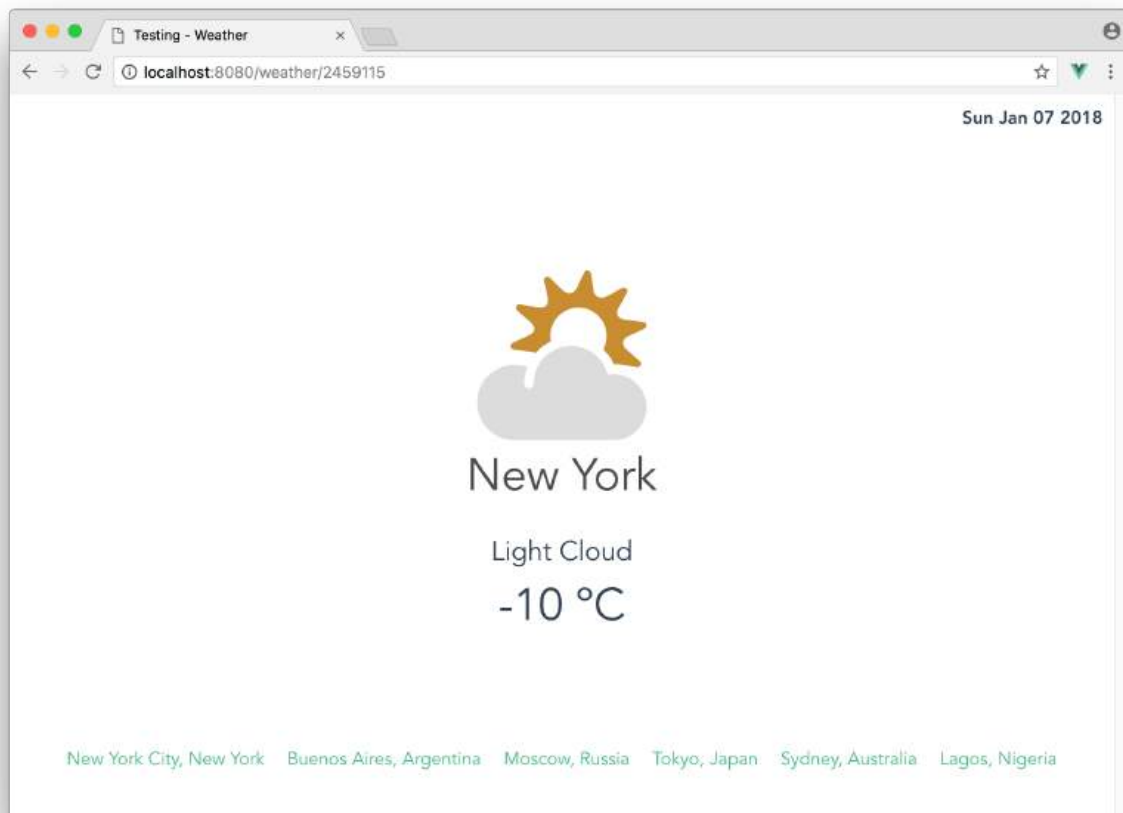 Testing - Weather
localhost:8080/weather/2459115
Sun Jan 07 2018
New York
Light Cloud
-10 °C
New York City, New York Buenos Aires, Argentina Moscow, Russia Tokyo, Japan Sydney, Australia Lagos, Nigeria